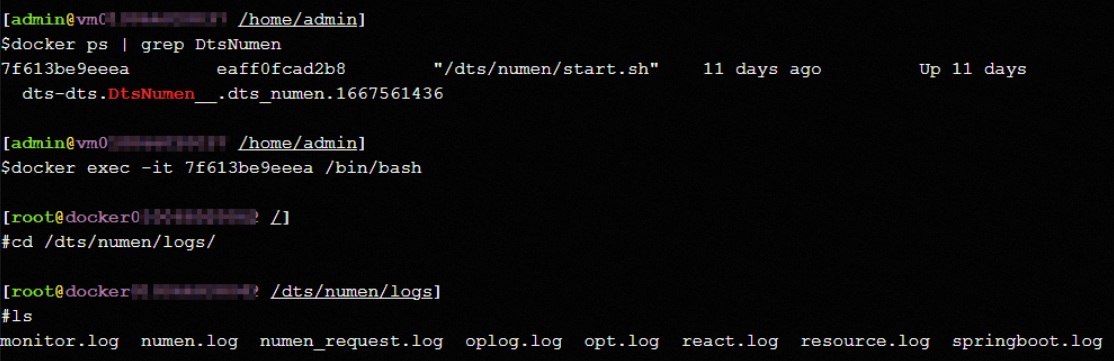 [admin@vm0 /home/admin]
$docker ps | grep DtsNumen
7f613be9eeea eaff0fcad2b8 "/dts/numen/start.sh" 11 days ago Up 11 days
dts-dts.DtsNumen__.dts_numen.1667561436
[admin@vm0 /home/admin]
$docker exec -it 7f613be9eeea /bin/bash
[root@docker0 /]
#cd /dts/numen/logs/
[root@docker /dts/numen/logs]
#ls
monitor.log numen.log numen_request.log oplog.log opt.log react.log resource.log springboot.log